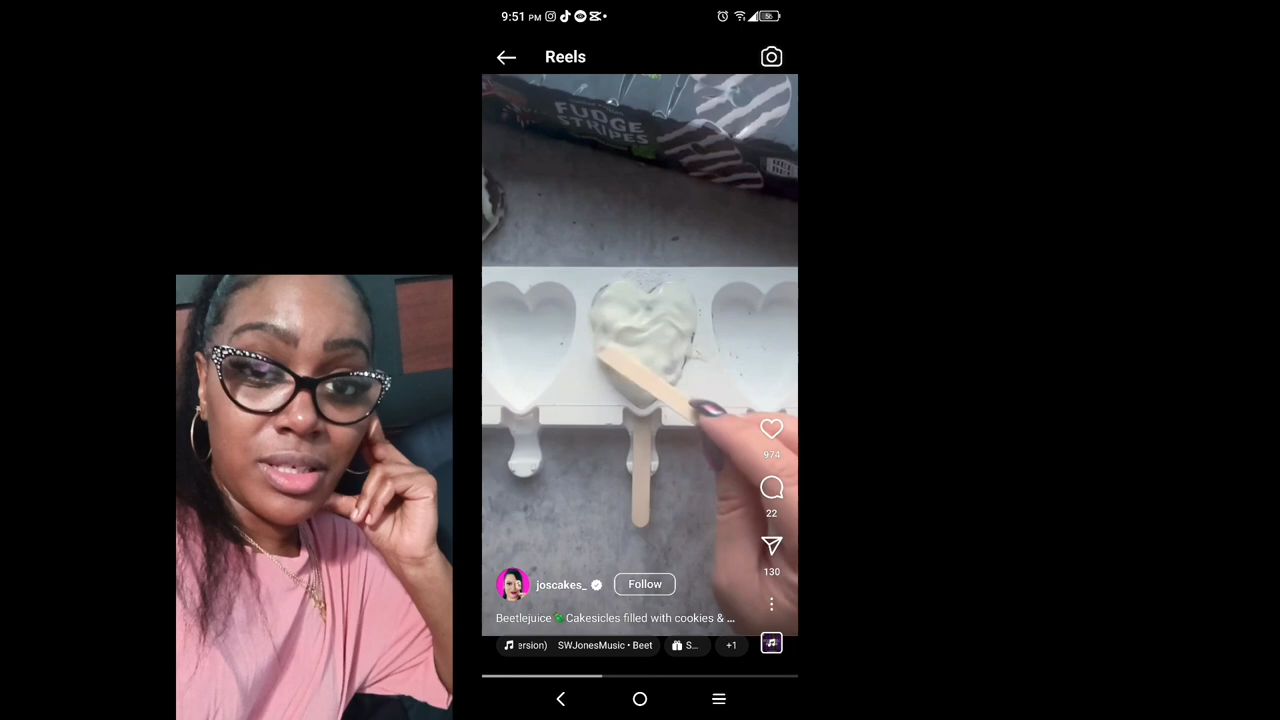 9:51 PM
56
Reels
FUDGE
STRIPES
974
22
joscakes_
Follow
130
Beetlejuice🪲Cakesicles filled with cookies & ...
ersion) SWJonesMusic • Beet
S...
+1